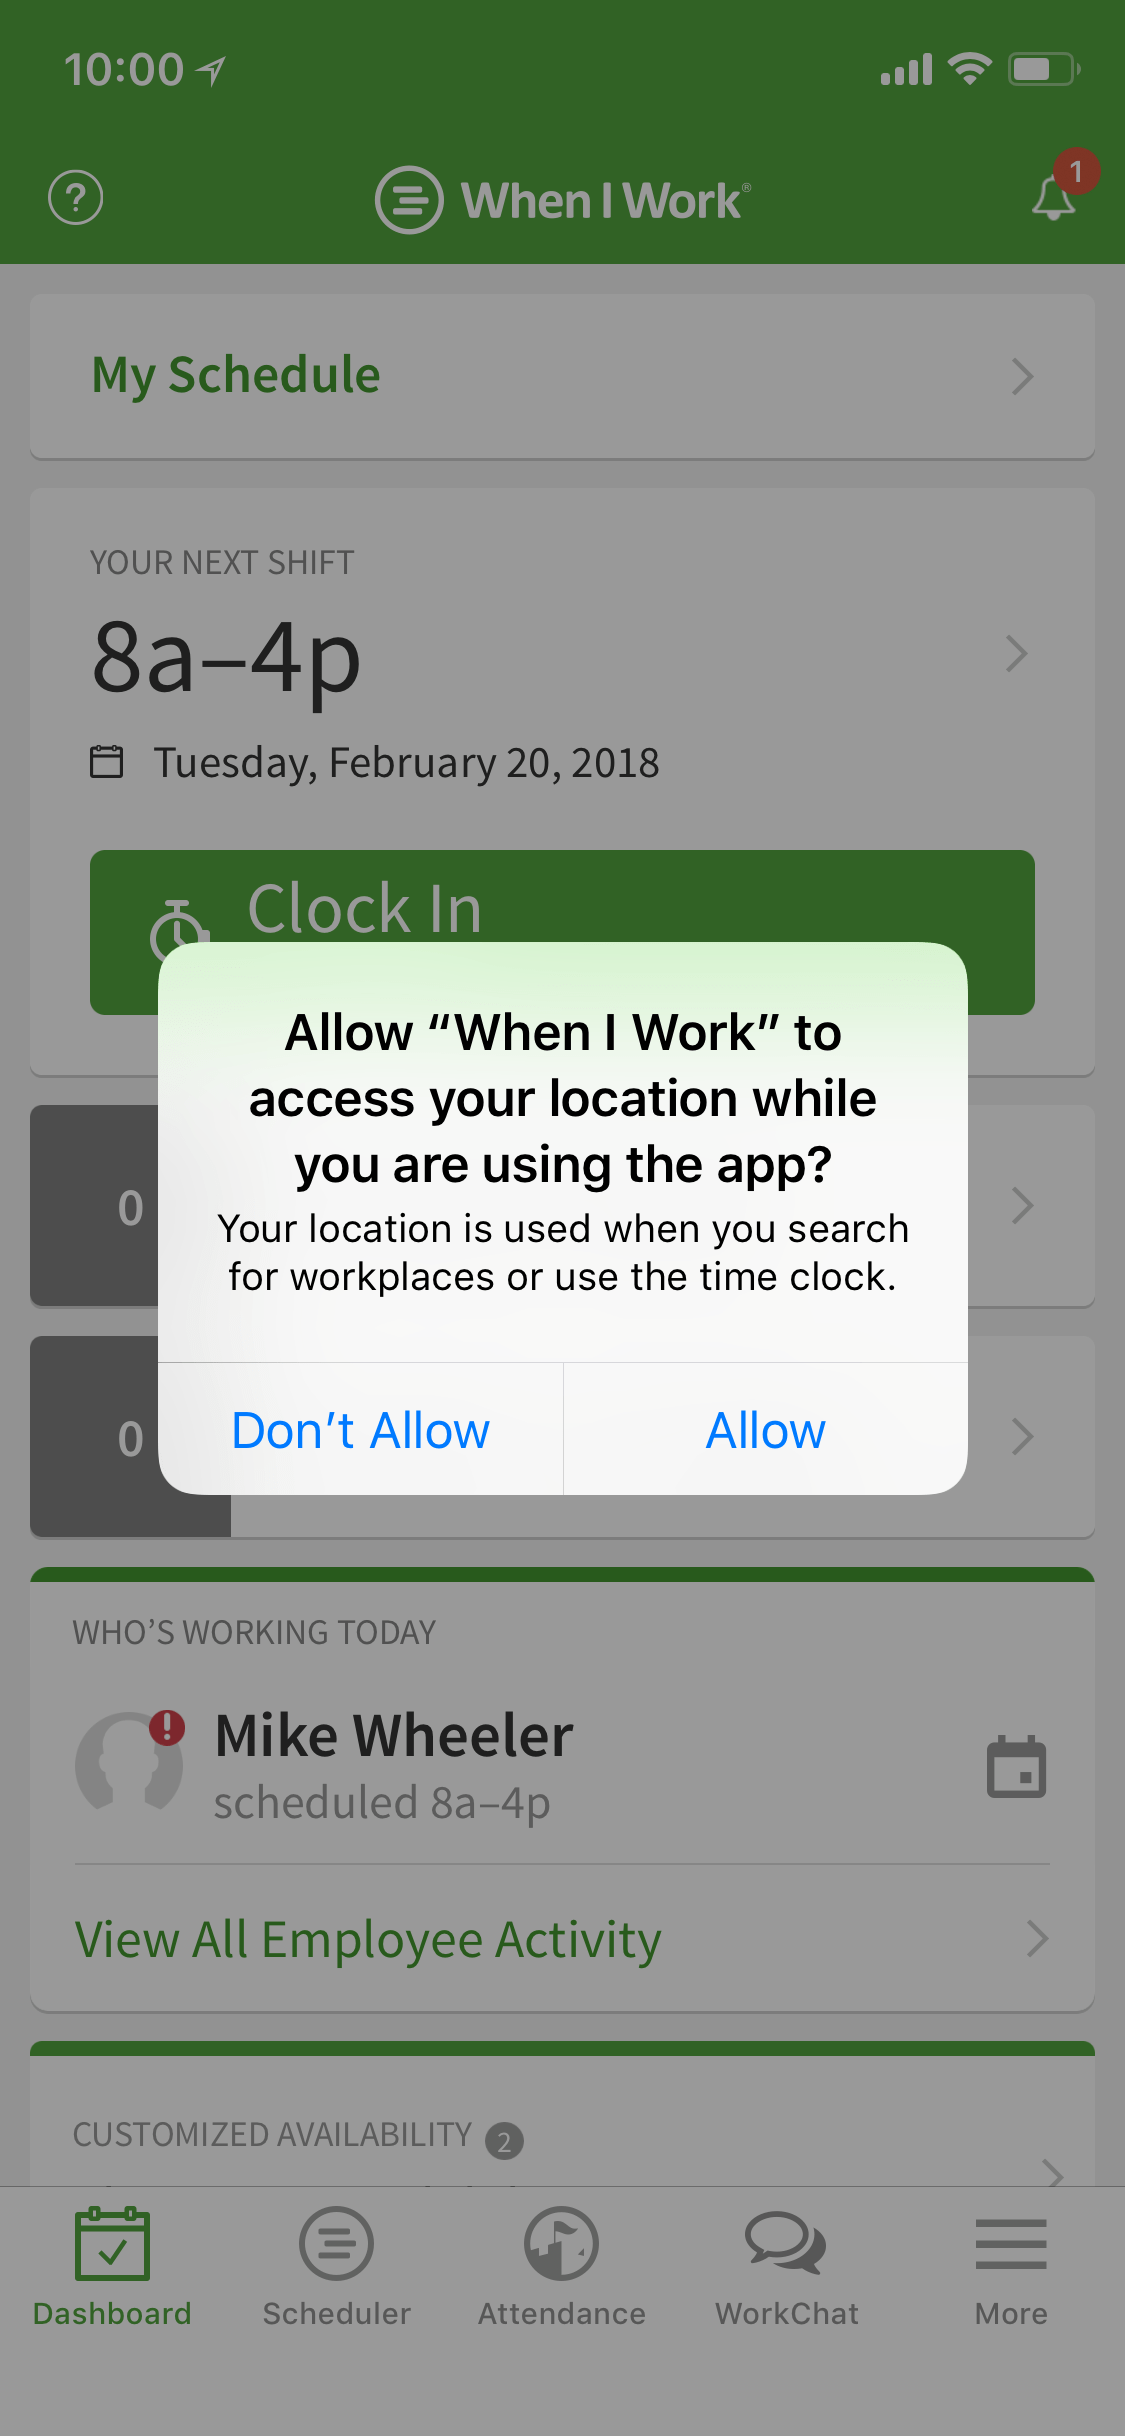 10:00
?
When I Work®
1
My Schedule
YOUR NEXT SHIFT
8a–4p
Tuesday, February 20, 2018
Clock In
Allow “When I Work” to
access your location while
you are using the app?
Your location is used when you search
for workplaces or use the time clock.
Don’t Allow
Allow
0
0
WHO’S WORKING TODAY
Mike Wheeler
scheduled 8a–4p
View All Employee Activity
CUSTOMIZED AVAILABILITY 2
Dashboard
Scheduler
Attendance
WorkChat
More